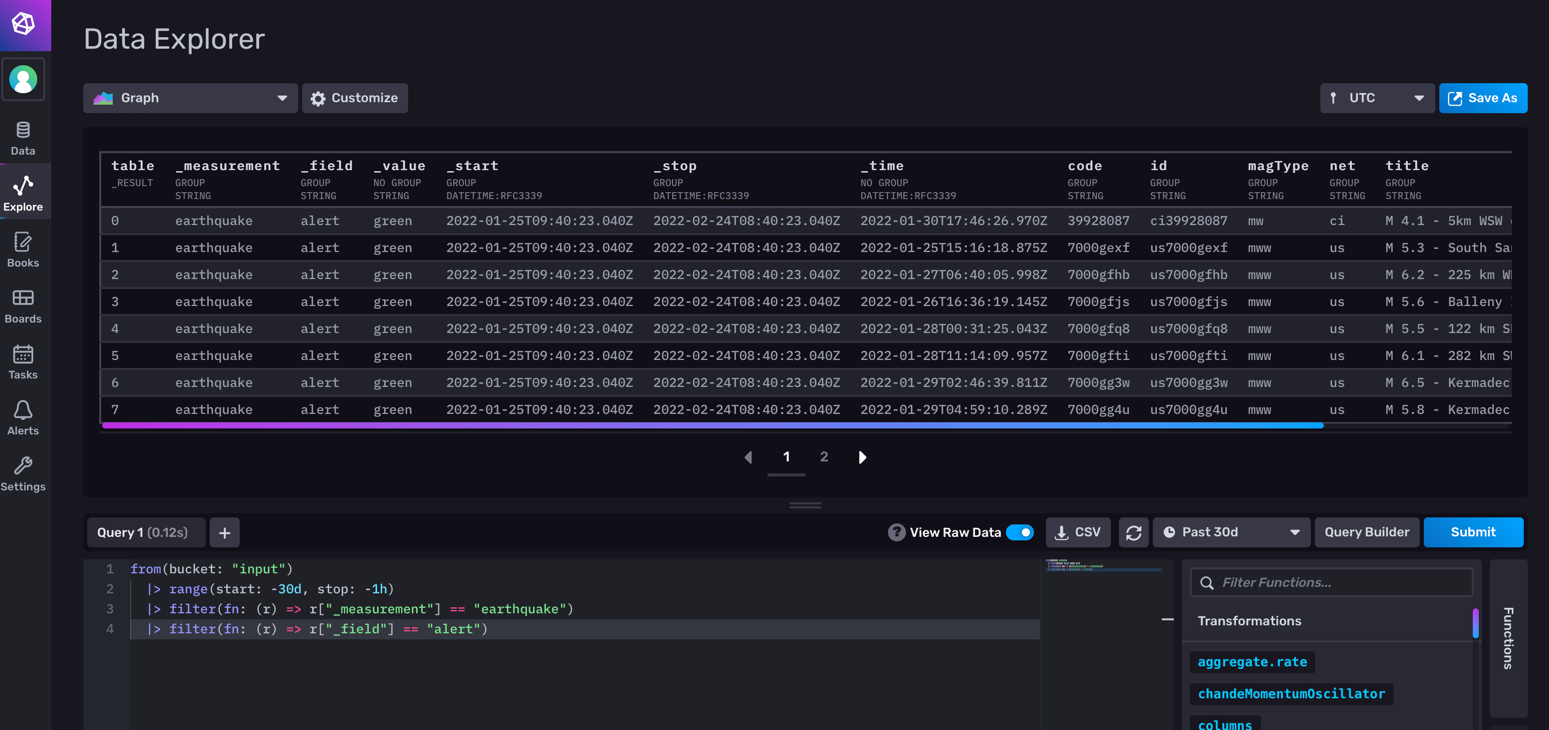 Data Explorer
Graph Customize UTC Save As
Data
Explore
Books
Boards
Tasks
Alerts
Settings
table _measurement _field _value _start _stop _time code id magType net title
_RESULT GROUP GROUP NO GROUP GROUP GROUP NO GROUP GROUP GROUP GROUP GROUP GROUP
STRING STRING STRING DATETIME:RFC3339 DATETIME:RFC3339 DATETIME:RFC3339 STRING STRING STRING STRING STRING
0 earthquake alert green 2022-01-25T09:40:23.040Z 2022-02-24T08:40:23.040Z 2022-01-30T17:46:26.970Z 39928087 ci39928087 mw ci M 4.1 - 5km WSW
1 earthquake alert green 2022-01-25T09:40:23.040Z 2022-02-24T08:40:23.040Z 2022-01-25T15:16:18.875Z 7000gexf us7000gexf mww us M 5.3 - South Sa
2 earthquake alert green 2022-01-25T09:40:23.040Z 2022-02-24T08:40:23.040Z 2022-01-27T06:40:05.998Z 7000gfhb us7000gfhb mww us M 6.2 - 225 km W
3 earthquake alert green 2022-01-25T09:40:23.040Z 2022-02-24T08:40:23.040Z 2022-01-26T16:36:19.145Z 7000gfjs us7000gfjs mww us M 5.6 - Balleny
4 earthquake alert green 2022-01-25T09:40:23.040Z 2022-02-24T08:40:23.040Z 2022-01-28T00:31:25.043Z 7000gfq8 us7000gfq8 mww us M 5.5 - 122 km S
5 earthquake alert green 2022-01-25T09:40:23.040Z 2022-02-24T08:40:23.040Z 2022-01-28T11:14:09.957Z 7000gfti us7000gfti mww us M 6.1 - 282 km S
6 earthquake alert green 2022-01-25T09:40:23.040Z 2022-02-24T08:40:23.040Z 2022-01-29T02:46:39.811Z 7000gg3w us7000gg3w mww us M 6.5 - Kermadec
7 earthquake alert green 2022-01-25T09:40:23.040Z 2022-02-24T08:40:23.040Z 2022-01-29T04:59:10.289Z 7000gg4u us7000gg4u mww us M 5.8 - Kermadec
1 2
Query 1 (0.12s) + ? View Raw Data CSV Past 30d Query Builder Submit
1 from(bucket: "input")
2 |> range(start: -30d, stop: -1h)
3 |> filter(fn: (r) => r["_measurement"] == "earthquake")
4 |> filter(fn: (r) => r["_field"] == "alert")
Filter Functions...
Transformations
aggregate.rate
chandeMomentumOscillator
columns
Functions